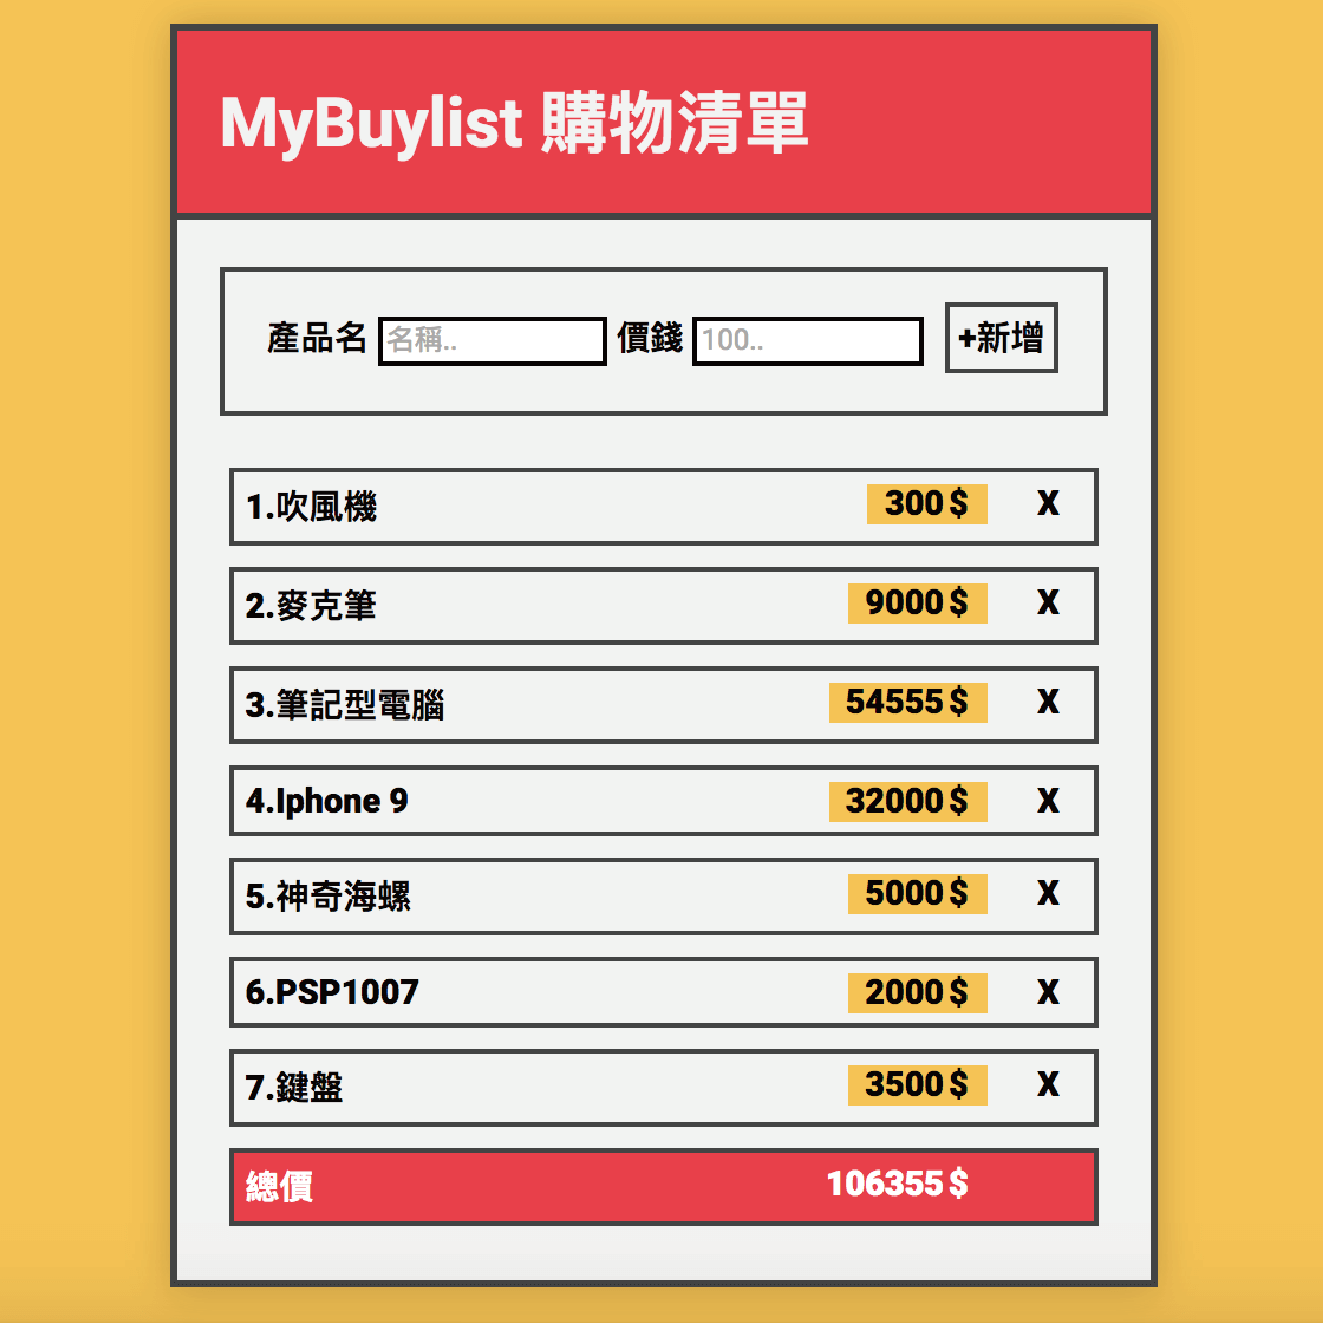 MyBuylist 購物清單
產品名 名稱.. 價錢 100.. +新增
1.吹風機 300 $ X
2.麥克筆 9000 $ X
3.筆記型電腦 54555 $ X
4.Iphone 9 32000 $ X
5.神奇海螺 5000 $ X
6.PSP1007 2000 $ X
7.鍵盤 3500 $ X
總價 106355 $